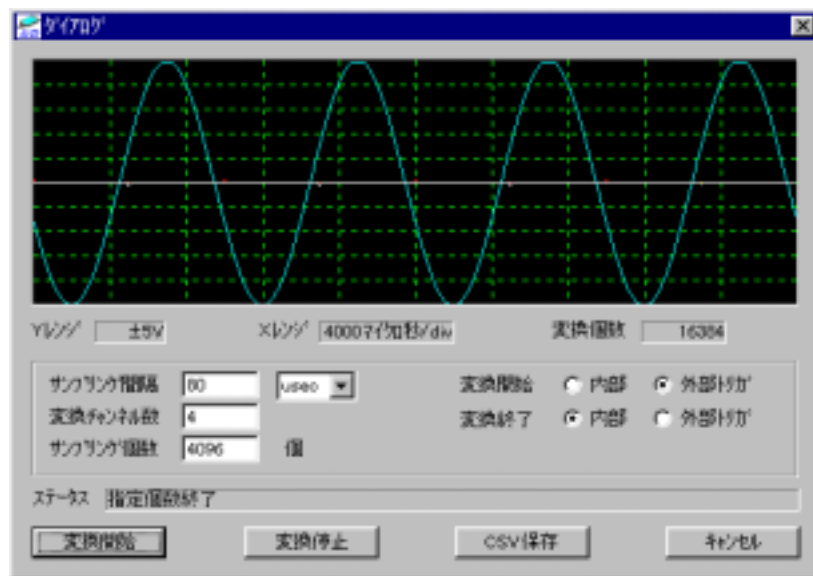 ﾀﾞｲｱﾛｸﾞ
Yﾚﾝｼﾞ ±5V Xﾚﾝｼﾞ 4000ﾏｲｸﾛ秒/div 変換個数 16384
ｻﾝﾌﾟﾘﾝｸﾞ間隔 80 usec 変換開始 内部 外部ﾄﾘｶﾞ
変換ﾁｬﾝﾈﾙ数 4 変換終了 内部 外部ﾄﾘｶﾞ
ｻﾝﾌﾟﾘﾝｸﾞ個数 4096 個
ｽﾃｰﾀｽ 指定個数終了
変換開始 変換停止 CSV保存 ｷｬﾝｾﾙ